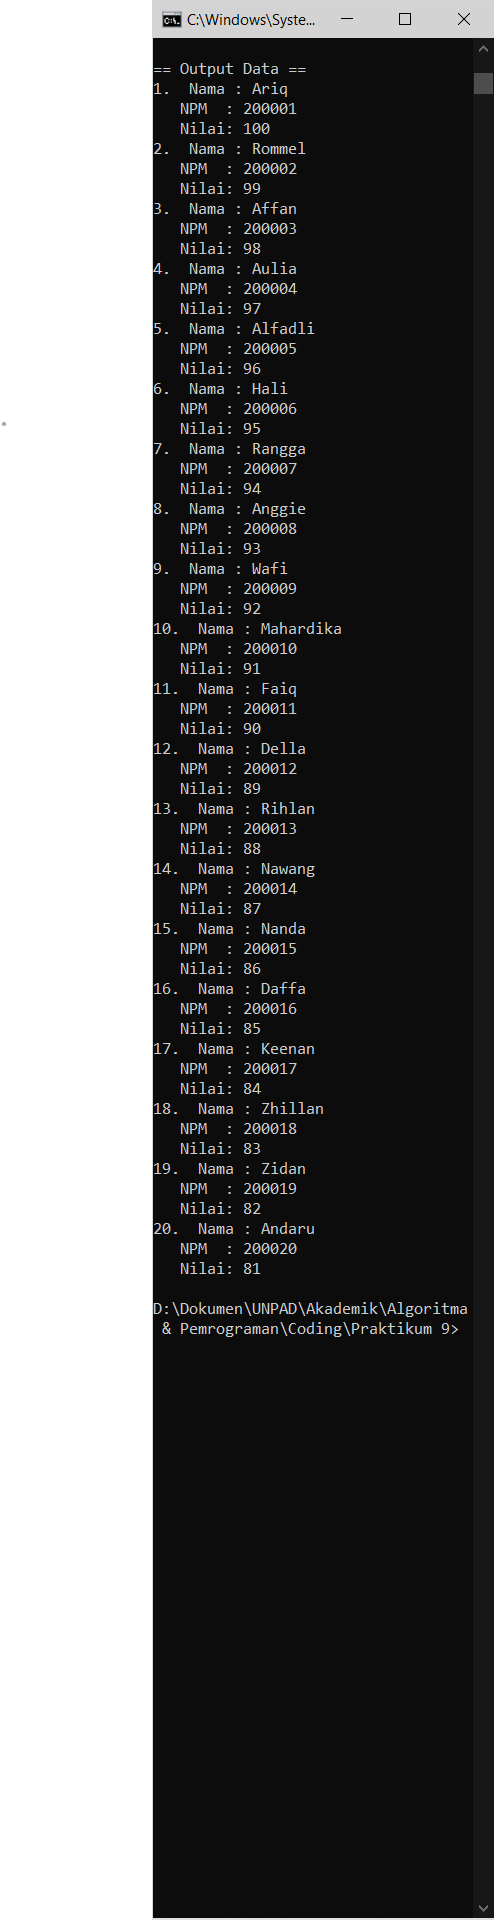 C:\Windows\Syste...
== Output Data ==
1.  Nama : Ariq
   NPM  : 200001
   Nilai: 100
2.  Nama : Rommel
   NPM  : 200002
   Nilai: 99
3.  Nama : Affan
   NPM  : 200003
   Nilai: 98
4.  Nama : Aulia
   NPM  : 200004
   Nilai: 97
5.  Nama : Alfadli
   NPM  : 200005
   Nilai: 96
6.  Nama : Hali
   NPM  : 200006
   Nilai: 95
7.  Nama : Rangga
   NPM  : 200007
   Nilai: 94
8.  Nama : Anggie
   NPM  : 200008
   Nilai: 93
9.  Nama : Wafi
   NPM  : 200009
   Nilai: 92
10.  Nama : Mahardika
   NPM  : 200010
   Nilai: 91
11.  Nama : Faiq
   NPM  : 200011
   Nilai: 90
12.  Nama : Della
   NPM  : 200012
   Nilai: 89
13.  Nama : Rihlan
   NPM  : 200013
   Nilai: 88
14.  Nama : Nawang
   NPM  : 200014
   Nilai: 87
15.  Nama : Nanda
   NPM  : 200015
   Nilai: 86
16.  Nama : Daffa
   NPM  : 200016
   Nilai: 85
17.  Nama : Keenan
   NPM  : 200017
   Nilai: 84
18.  Nama : Zhillan
   NPM  : 200018
   Nilai: 83
19.  Nama : Zidan
   NPM  : 200019
   Nilai: 82
20.  Nama : Andaru
   NPM  : 200020
   Nilai: 81
D:\Dokumen\UNPAD\Akademik\Algoritma
 & Pemrograman\Coding\Praktikum 9>